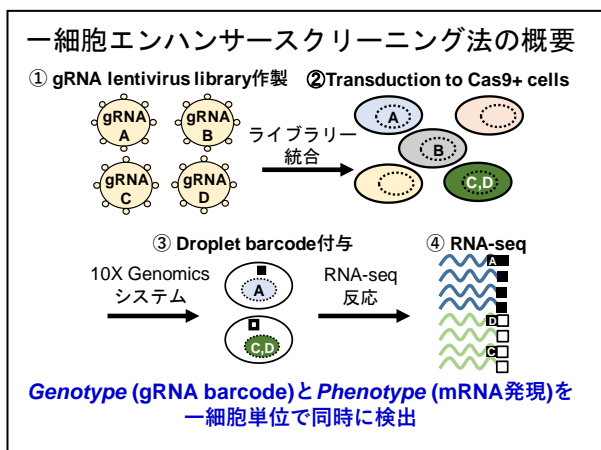 一細胞エンハンサースクリーニング法の概要
① gRNA lentivirus library作製
②Transduction to Cas9+ cells
gRNA
A
gRNA
B
gRNA
C
gRNA
D
ライブラリー
統合
A
B
C,D
③ Droplet barcode付与
④ RNA-seq
10X Genomics
システム
A
C,D
RNA-seq
反応
A
D
C
Genotype (gRNA barcode)とPhenotype (mRNA発現)を
一細胞単位で同時に検出